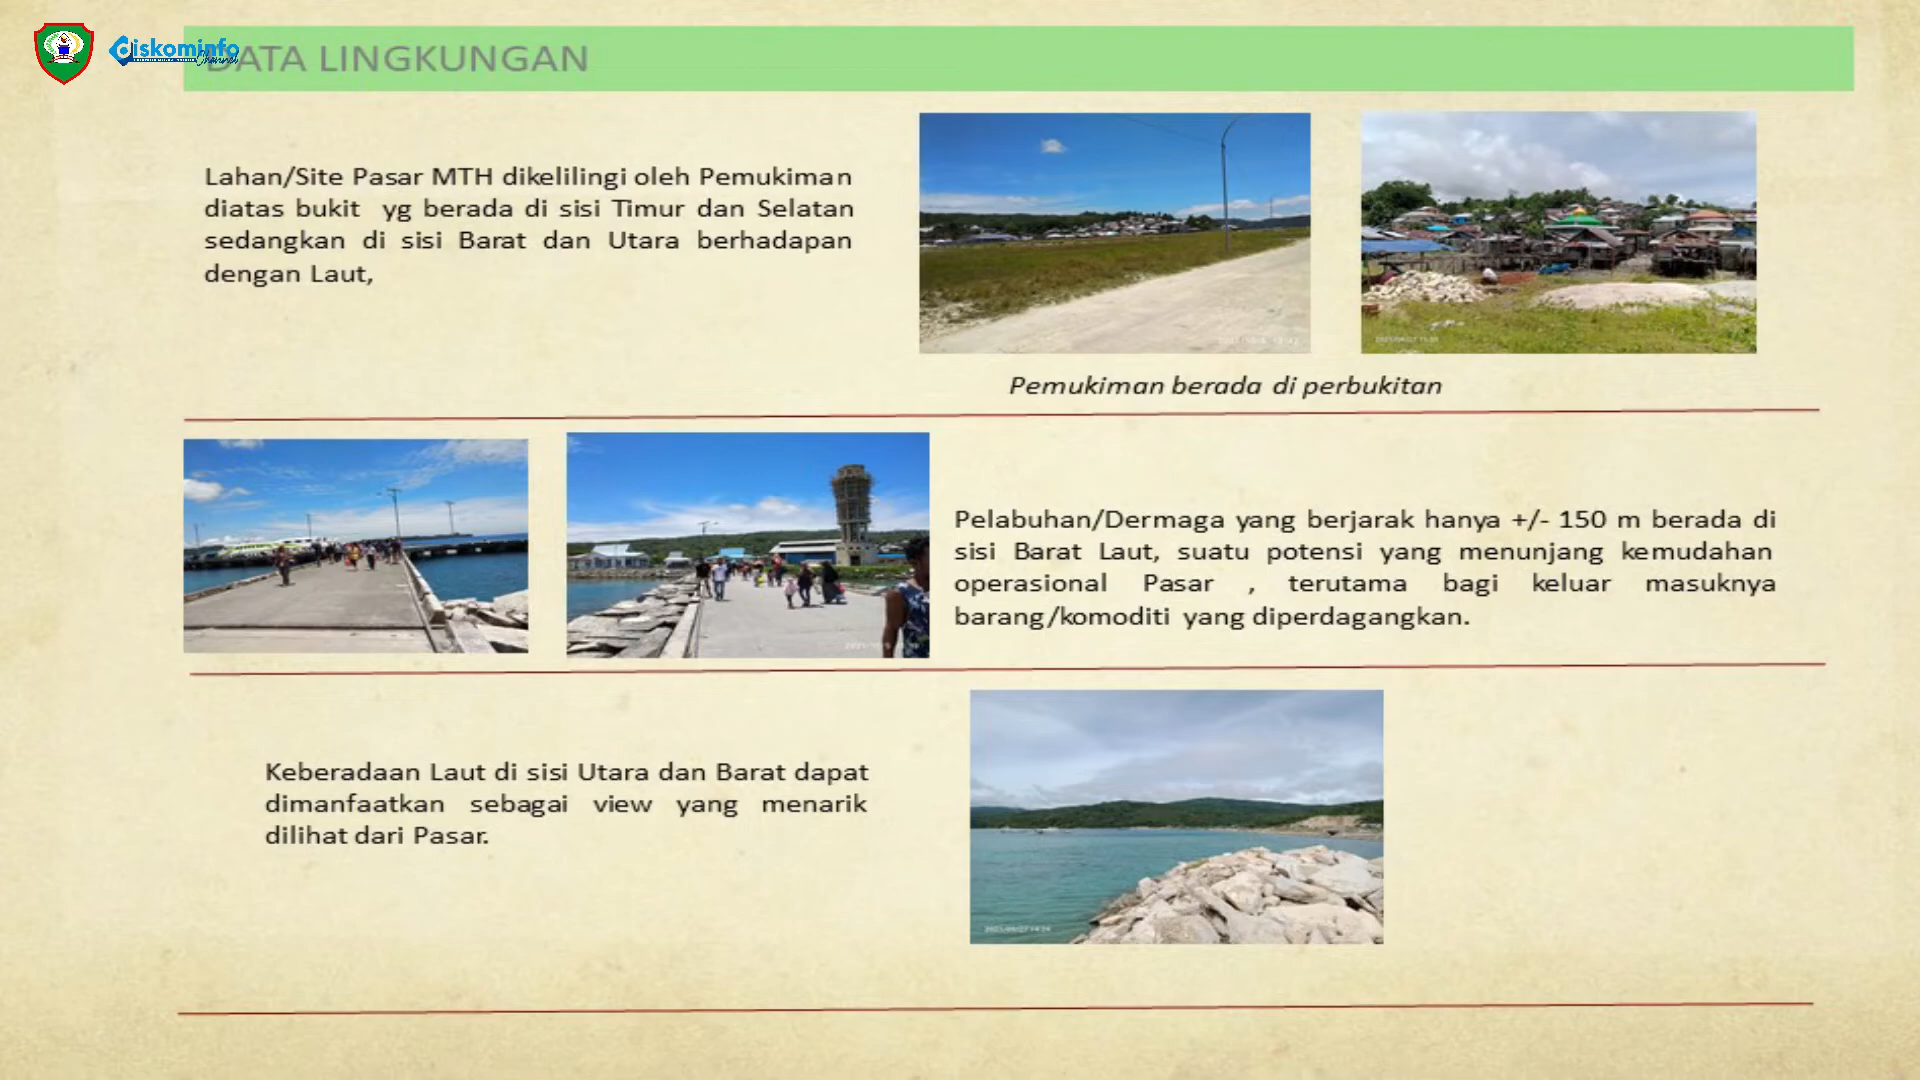 Diskominfo
Channel
DATA LINGKUNGAN
Lahan/Site Pasar MTH dikelilingi oleh Pemukiman
diatas bukit yg berada di sisi Timur dan Selatan
sedangkan di sisi Barat dan Utara berhadapan
dengan Laut,
Pemukiman berada di perbukitan
Pelabuhan/Dermaga yang berjarak hanya +/- 150 m berada di
sisi Barat Laut, suatu potensi yang menunjang kemudahan
operasional Pasar , terutama bagi keluar masuknya
barang/komoditi yang diperdagangkan.
Keberadaan Laut di sisi Utara dan Barat dapat
dimanfaatkan sebagai view yang menarik
dilihat dari Pasar.